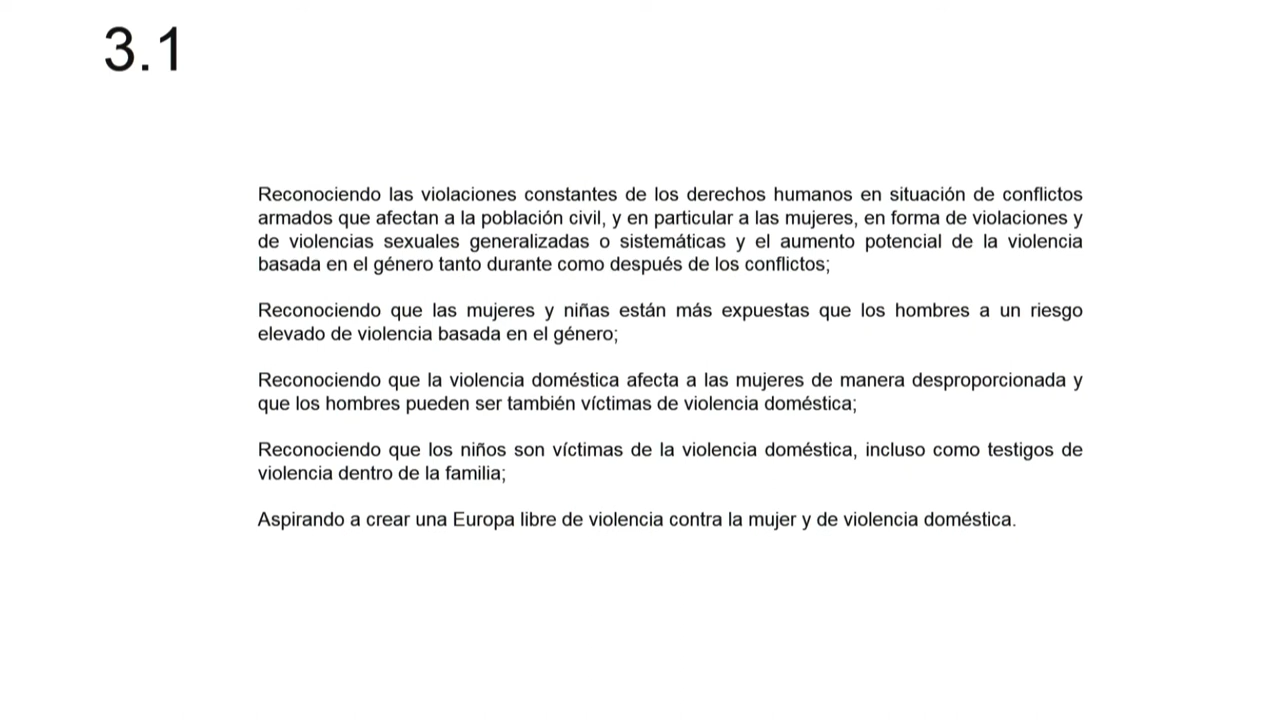 3.1
Reconociendo las violaciones constantes de los derechos humanos en situación de conflictos
armados que afectan a la población civil, y en particular a las mujeres, en forma de violaciones y
de violencias sexuales generalizadas o sistemáticas y el aumento potencial de la violencia
basada en el género tanto durante como después de los conflictos;
Reconociendo que las mujeres y niñas están más expuestas que los hombres a un riesgo
elevado de violencia basada en el género;
Reconociendo que la violencia doméstica afecta a las mujeres de manera desproporcionada y
que los hombres pueden ser también víctimas de violencia doméstica;
Reconociendo que los niños son víctimas de la violencia doméstica, incluso como testigos de
violencia dentro de la familia;
Aspirando a crear una Europa libre de violencia contra la mujer y de violencia doméstica.